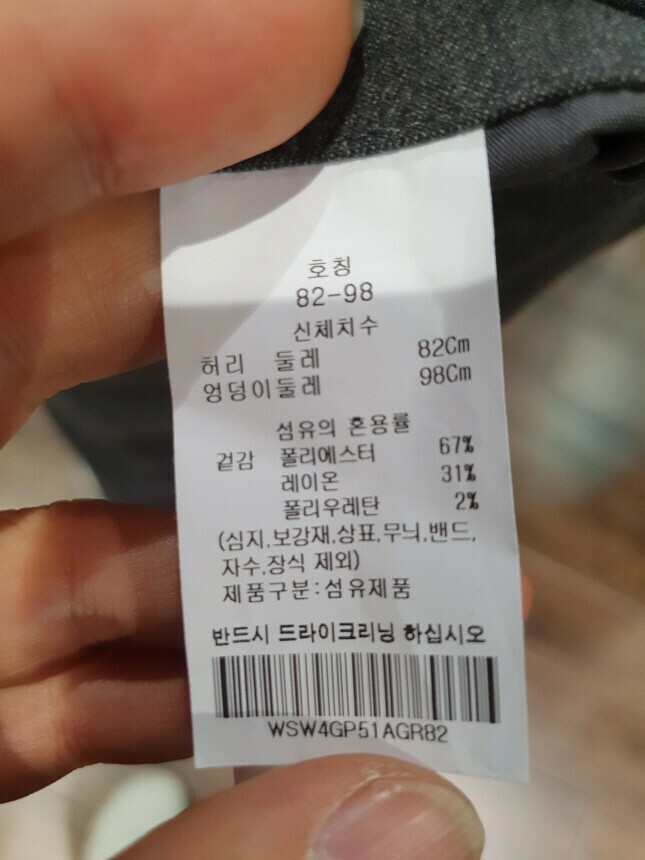 호칭
82-98
신체치수
허리 둘레 82Cm
엉덩이둘레 98Cm
섬유의 혼용률
겉감 폴리에스터 67%
레이온 31%
폴리우레탄 2%
(심지,보강재,상표,무늬,밴드,
자수,장식 제외)
제품구분:섬유제품
반드시 드라이크리닝 하십시오
WSW4GP51AGR82